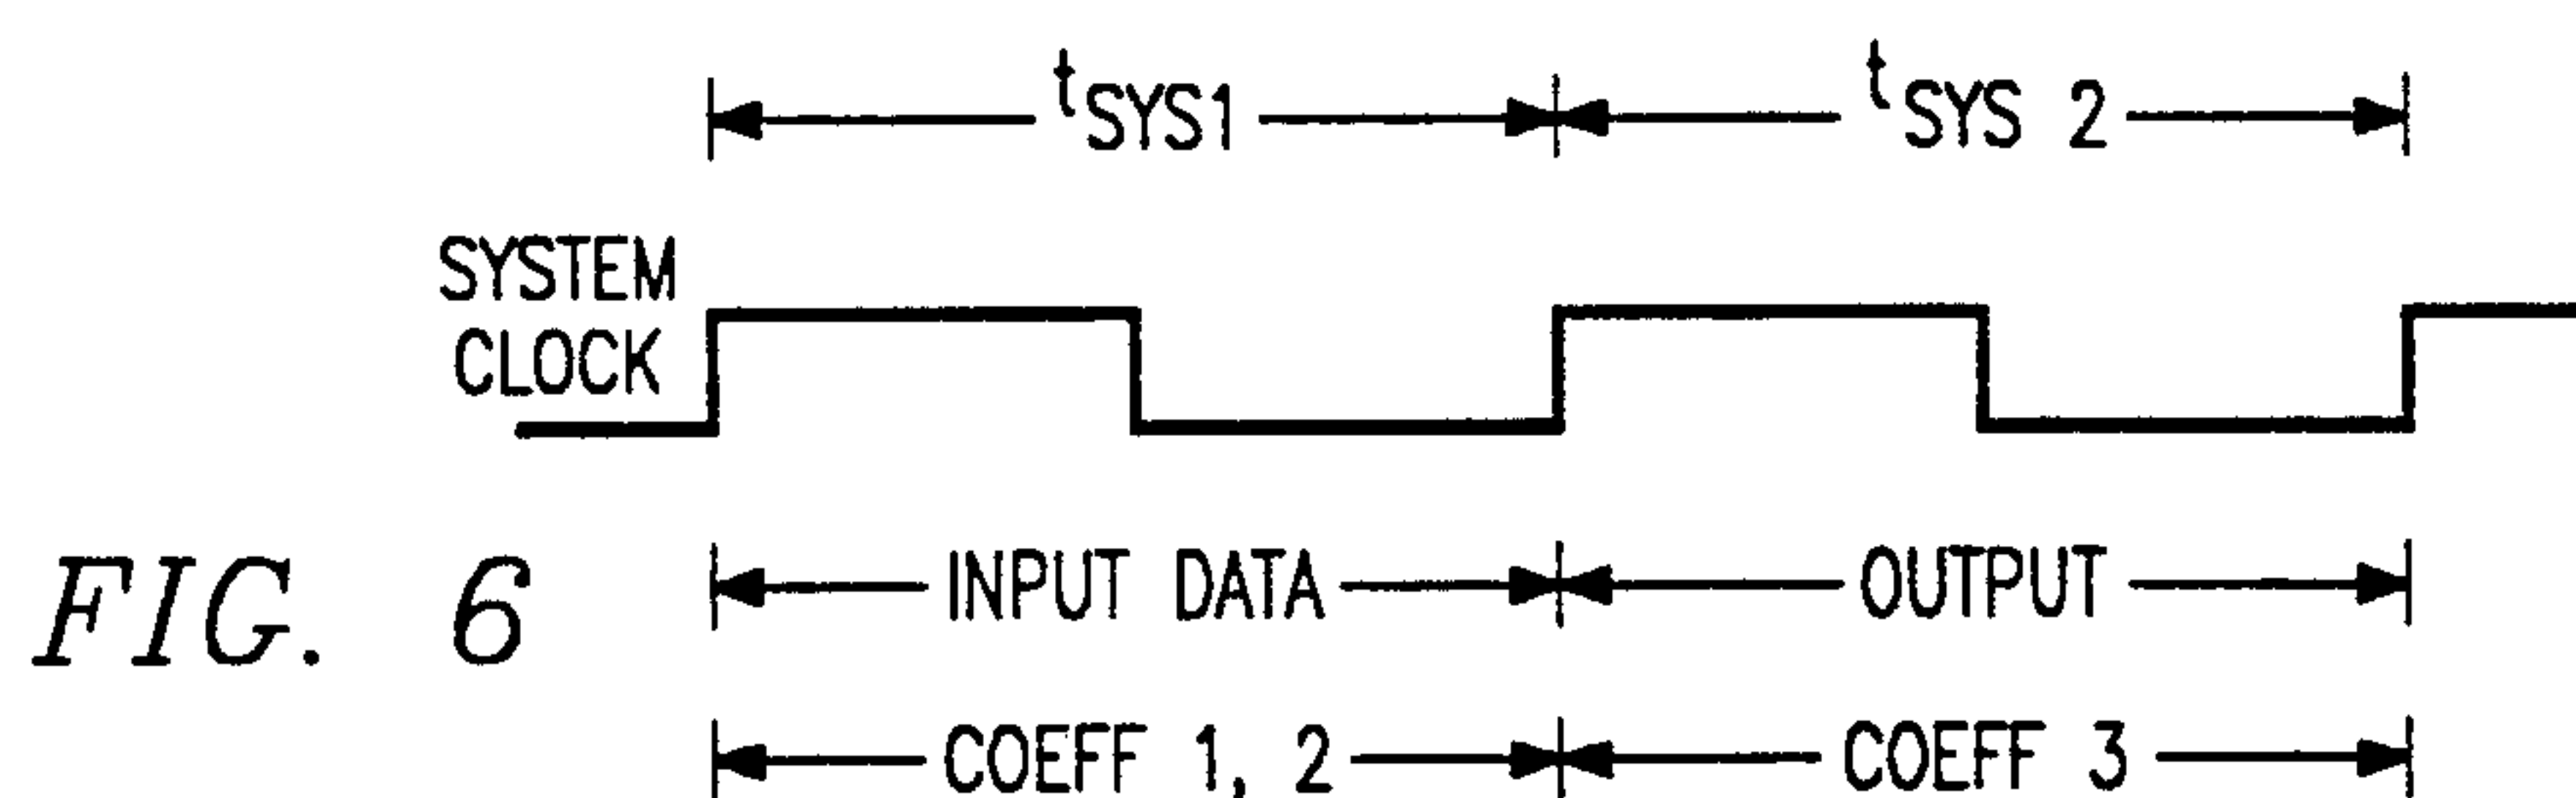 tSYS1
tSYS 2
SYSTEM
CLOCK
FIG. 6
INPUT DATA
OUTPUT
COEFF 1, 2
COEFF 3